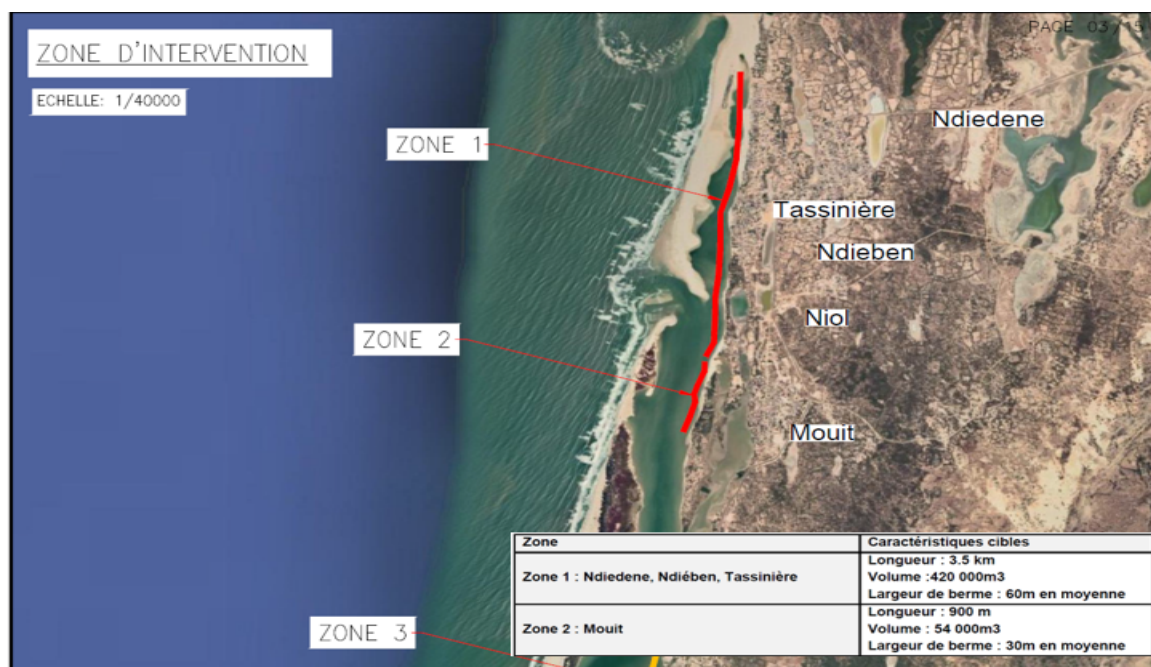 PAGE 03/15
ZONE D'INTERVENTION
ECHELLE: 1/40000
Ndiedene
ZONE 1
Tassinière
Ndieben
Niol
ZONE 2
Mouit
Zone Caractéristiques cibles
Zone 1 : Ndiedene, Ndiében, Tassinière
Longueur : 3.5 km
Volume :420 000m3
Largeur de berme : 60m en moyenne
Zone 2 : Mouit
Longueur : 900 m
Volume : 54 000m3
Largeur de berme : 30m en moyenne
ZONE 3